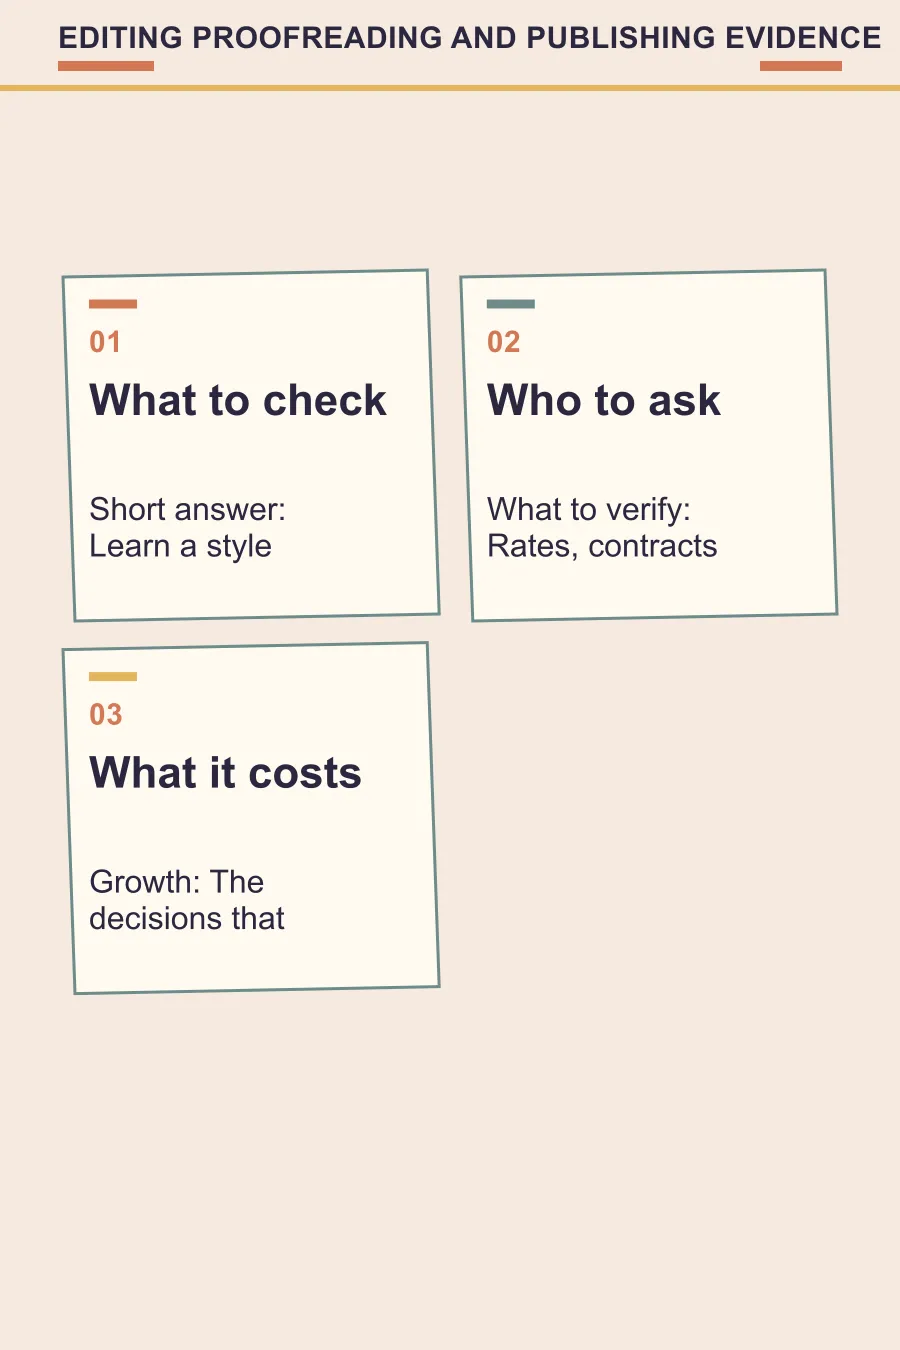 EDITING PROOFREADING AND PUBLISHING EVIDENCE
01
What to check
Short answer:
Learn a style
02
Who to ask
What to verify:
Rates, contracts
03
What it costs
Growth: The
decisions that